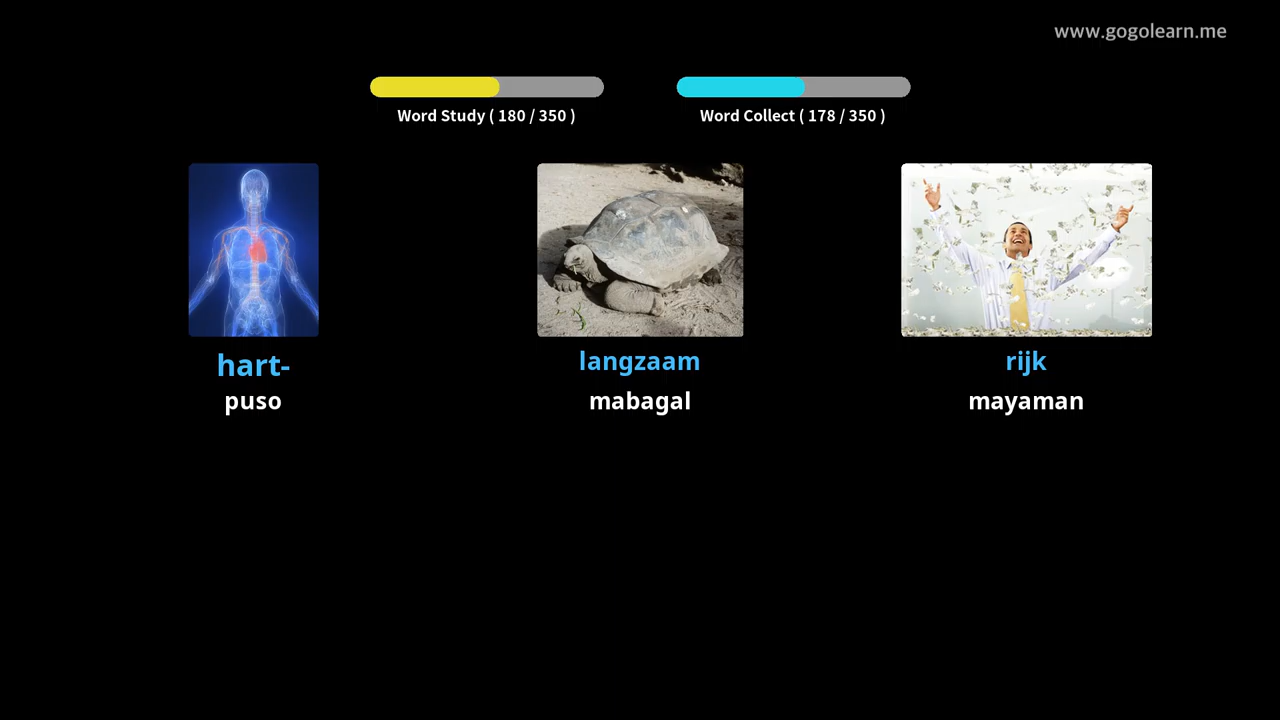 www.gogolearn.me
Word Study ( 180 / 350 )
Word Collect ( 178 / 350 )
hart-
puso
langzaam
mabagal
rijk
mayaman